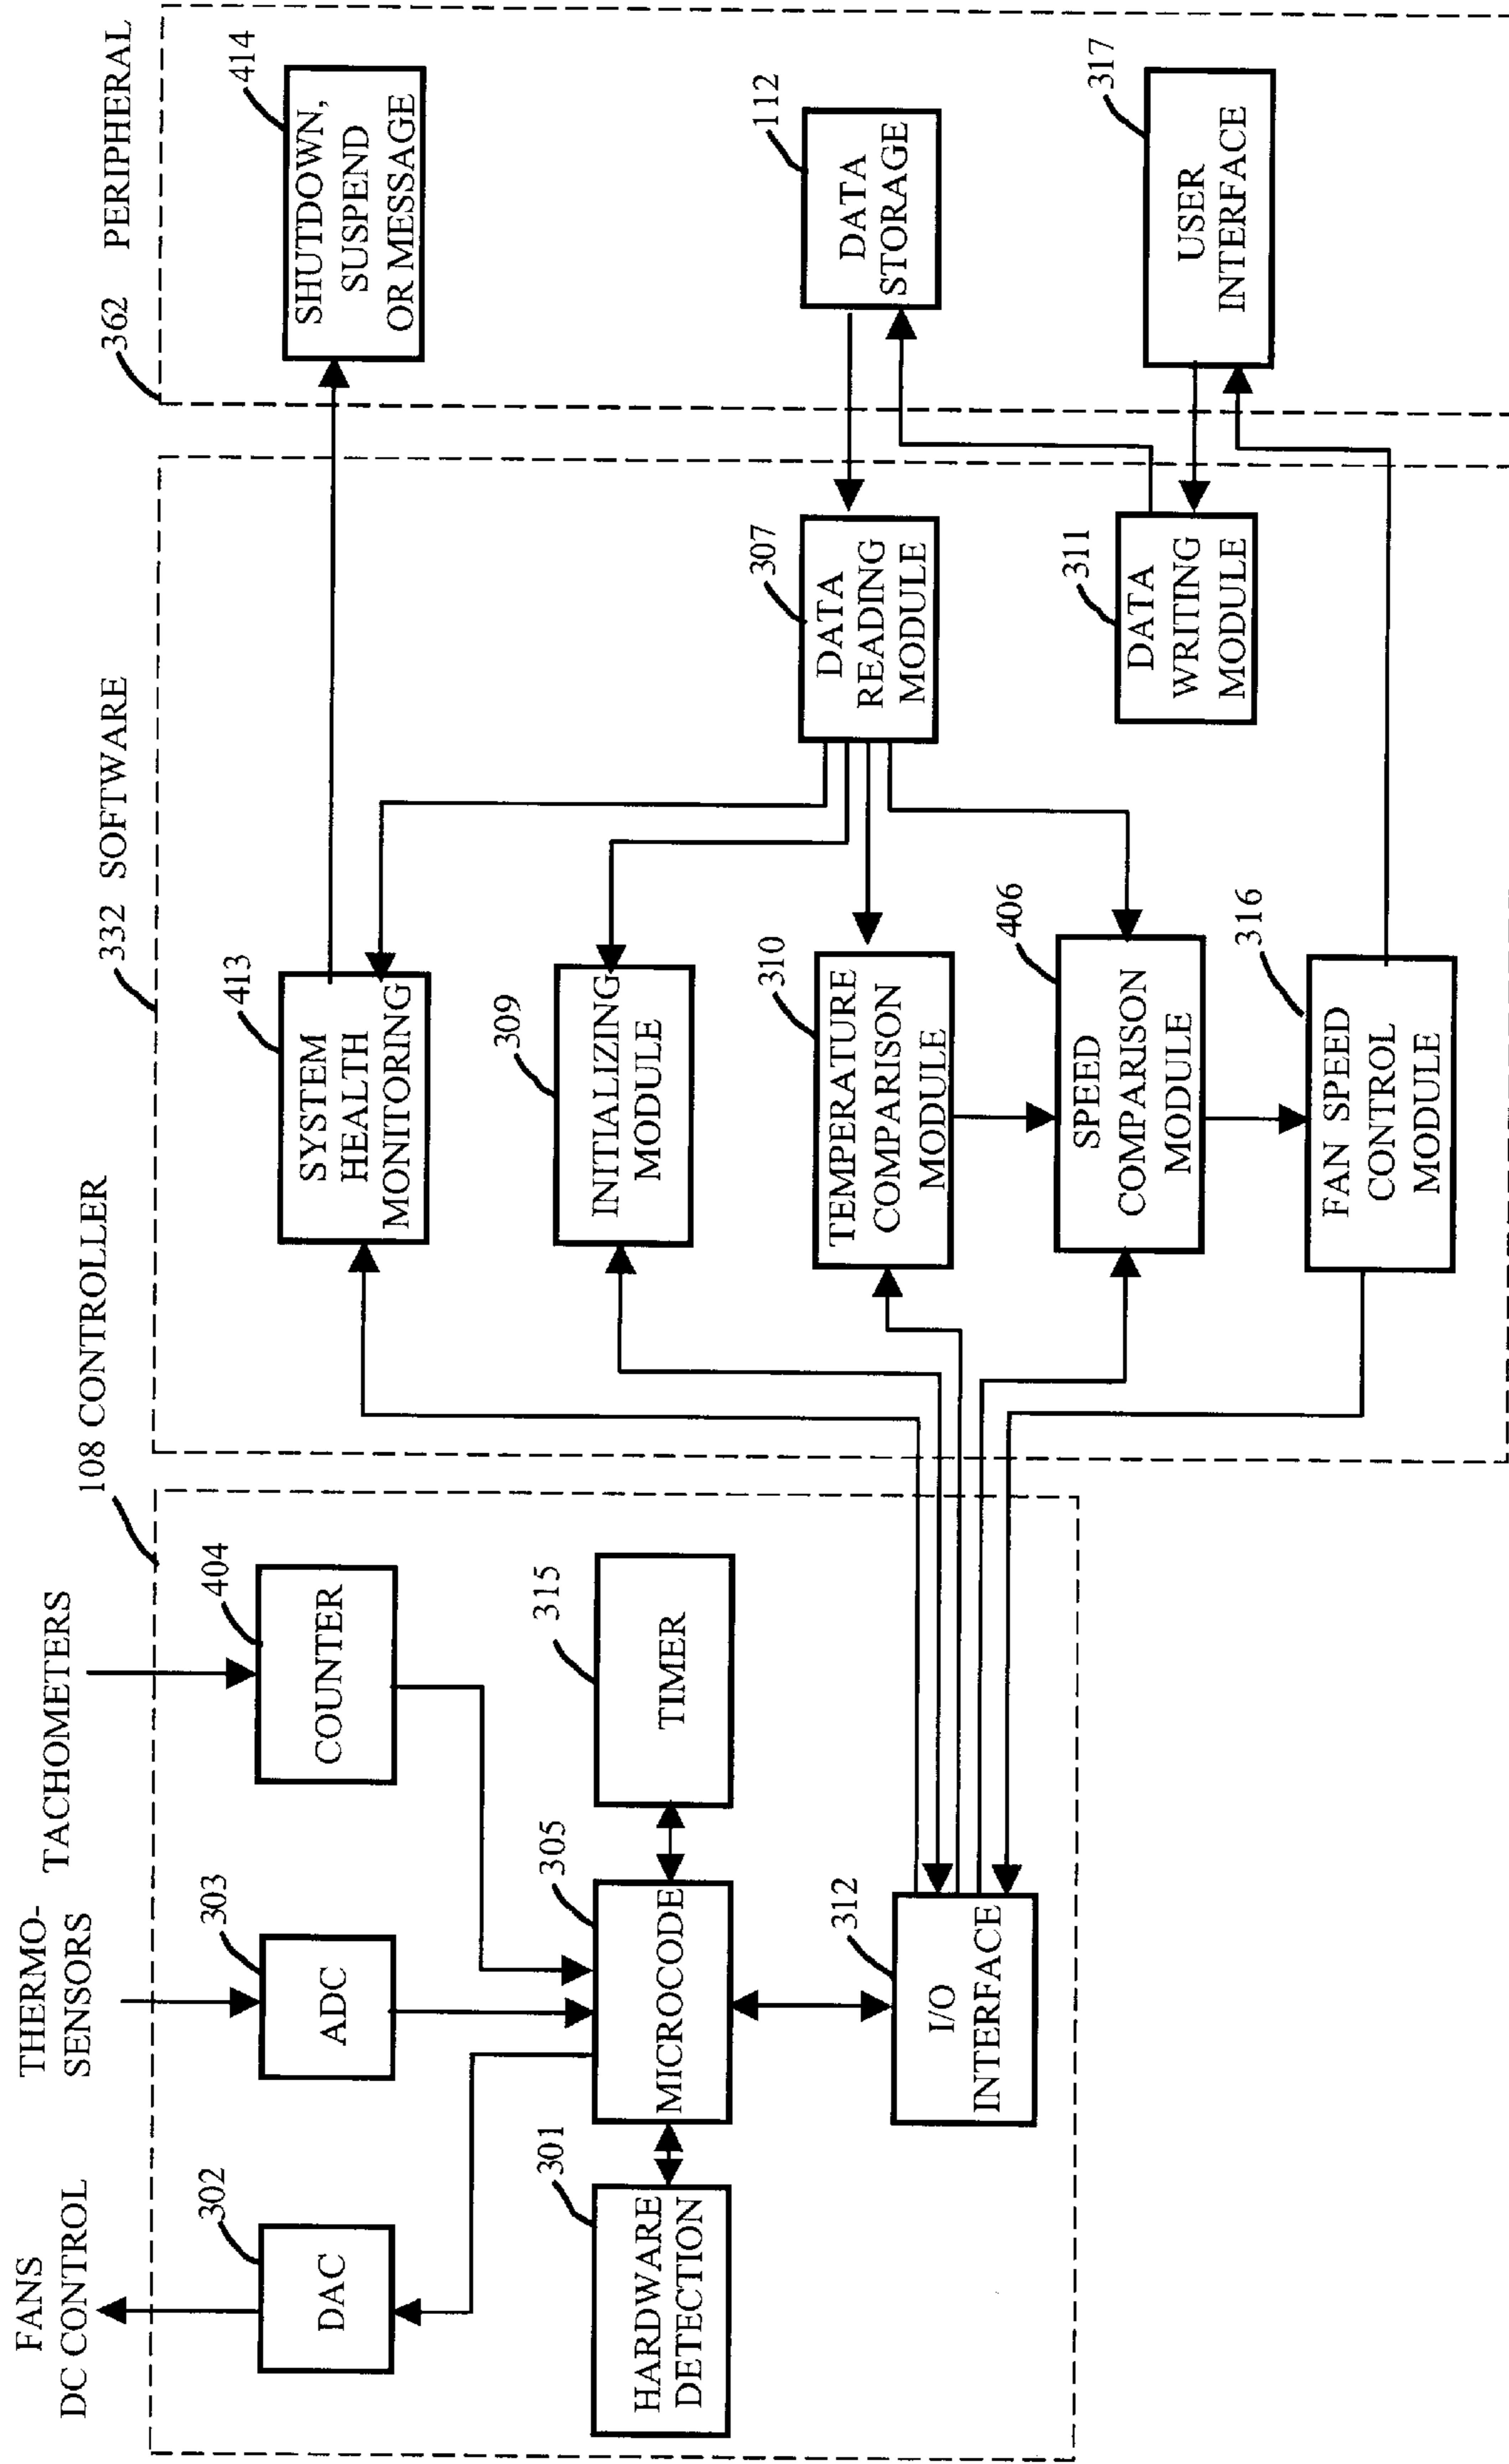 FANS
DC CONTROL
THERMO-
SENSORS
TACHOMETERS
108 CONTROLLER
302
DAC
303
ADC
404
COUNTER
301
HARDWARE
DETECTION
305
MICROCODE
315
TIMER
312
I/O
INTERFACE
332 SOFTWARE
413
SYSTEM
HEALTH
MONITORING
309
INITIALIZING
MODULE
310
TEMPERATURE
COMPARISON
MODULE
406
SPEED
COMPARISON
MODULE
316
FAN SPEED
CONTROL
MODULE
307
DATA
READING
MODULE
311
DATA
WRITING
MODULE
362 PERIPHERAL
414
SHUTDOWN,
SUSPEND
OR MESSAGE
112
DATA
STORAGE
317
USER
INTERFACE